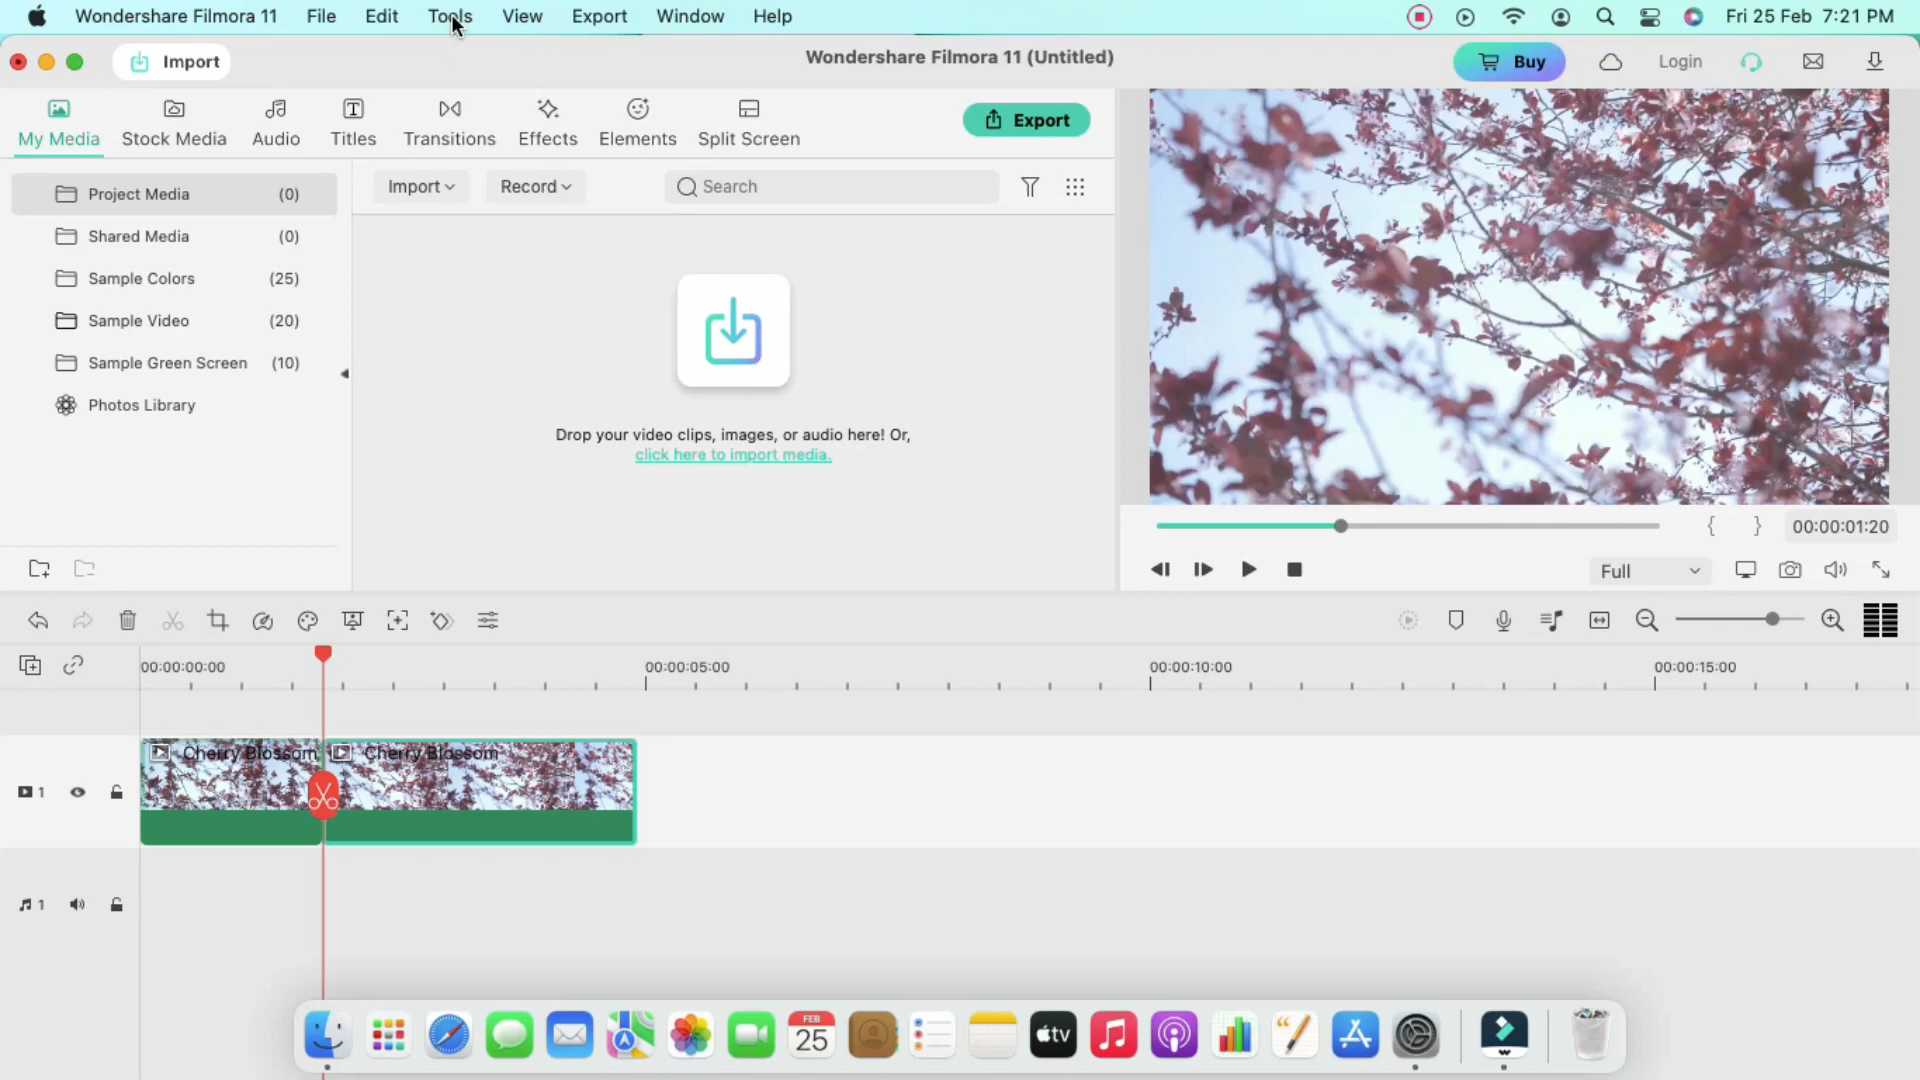 Wondershare Filmora 11 File Edit Tools View Export Window Help Fri 25 Feb 7:21 PM
Import Wondershare Filmora 11 (Untitled) Buy Login
My Media Stock Media Audio Titles Transitions Effects Elements Split Screen Export
Project Media (0)
Shared Media (0)
Sample Colors (25)
Sample Video (20)
Sample Green Screen (10)
Photos Library
Import Record Search
Drop your video clips, images, or audio here! Or,
click here to import media.
{ } 00:00:01:20
Full
00:00:00:00 00:00:05:00 00:00:10:00 00:00:15:00
Cherry Blossom Cherry Blossom
1
1
FEB
25
tv